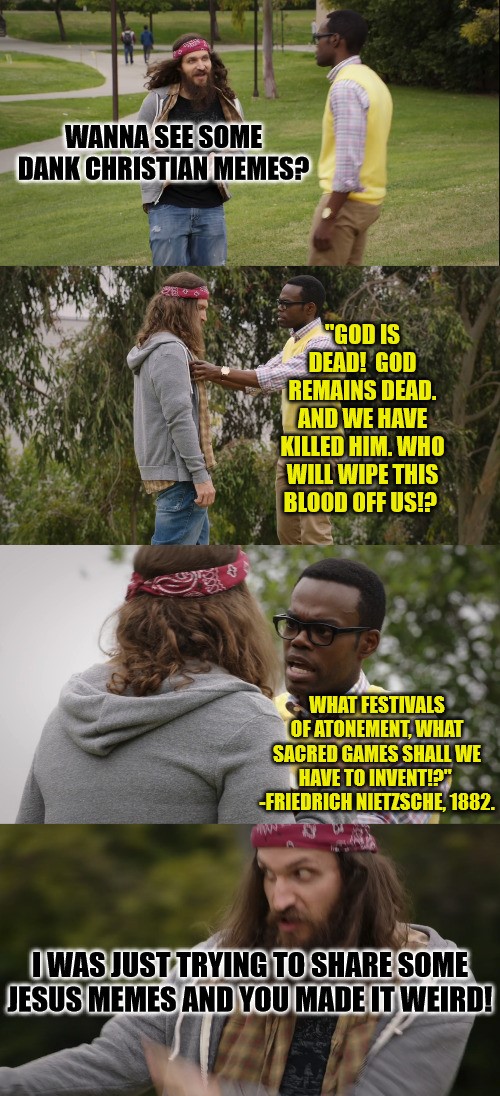 WANNA SEE SOME
DANK CHRISTIAN MEMES?
"GOD IS
DEAD!  GOD
REMAINS DEAD.
AND WE HAVE
KILLED HIM. WHO
WILL WIPE THIS
BLOOD OFF US!?
WHAT FESTIVALS
OF ATONEMENT, WHAT
SACRED GAMES SHALL WE
HAVE TO INVENT!?"
-FRIEDRICH NIETZSCHE, 1882.
I WAS JUST TRYING TO SHARE SOME
JESUS MEMES AND YOU MADE IT WEIRD!